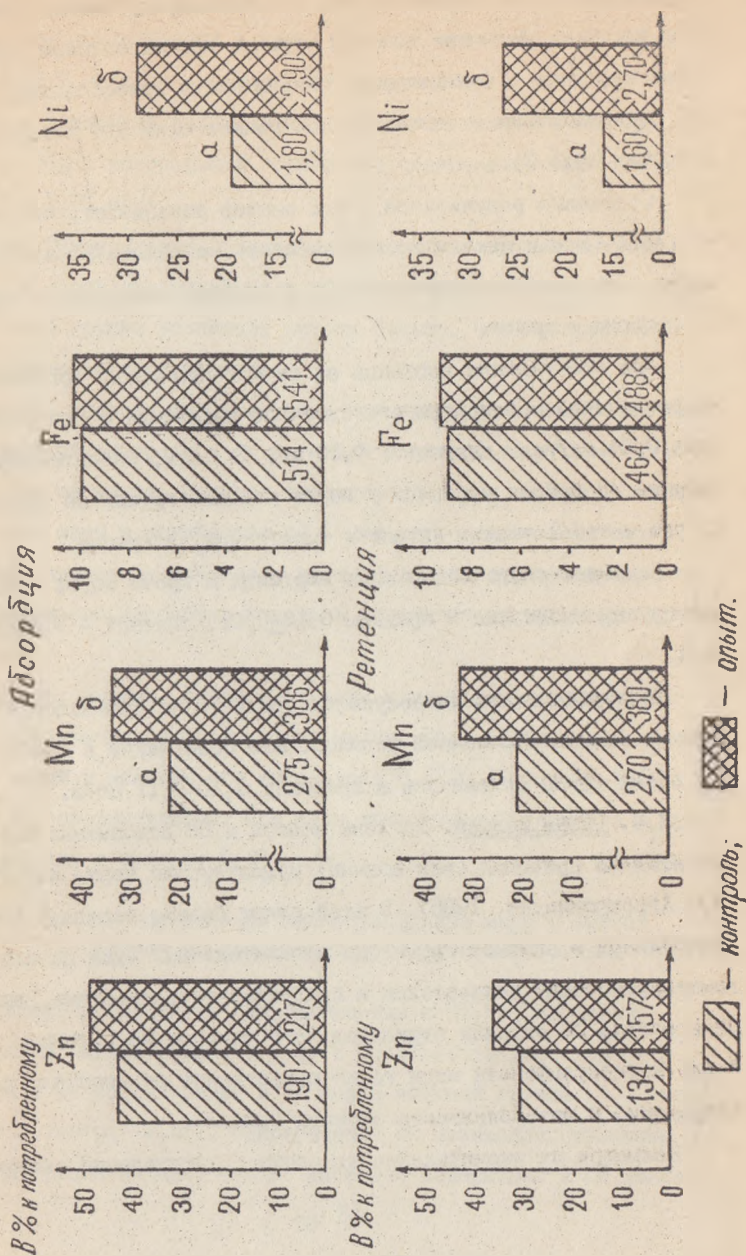 Абсорбция
В % к потребленному
Zn
50
40
30
20
10
0
190
217
Mn
40
30
20
10
0
275
386
а
б
Fe
10
8
6
4
2
0
514
541
Ni
35
30
25
20
15
0
1,80
2,90
а
б
Ретенция
В % к потребленному
Zn
50
40
30
20
10
0
134
157
Mn
40
30
20
10
0
270
380
а
б
Fe
10
8
6
4
2
0
464
488
Ni
35
30
25
20
15
0
1,60
2,70
а
б
— контроль; — опыт.